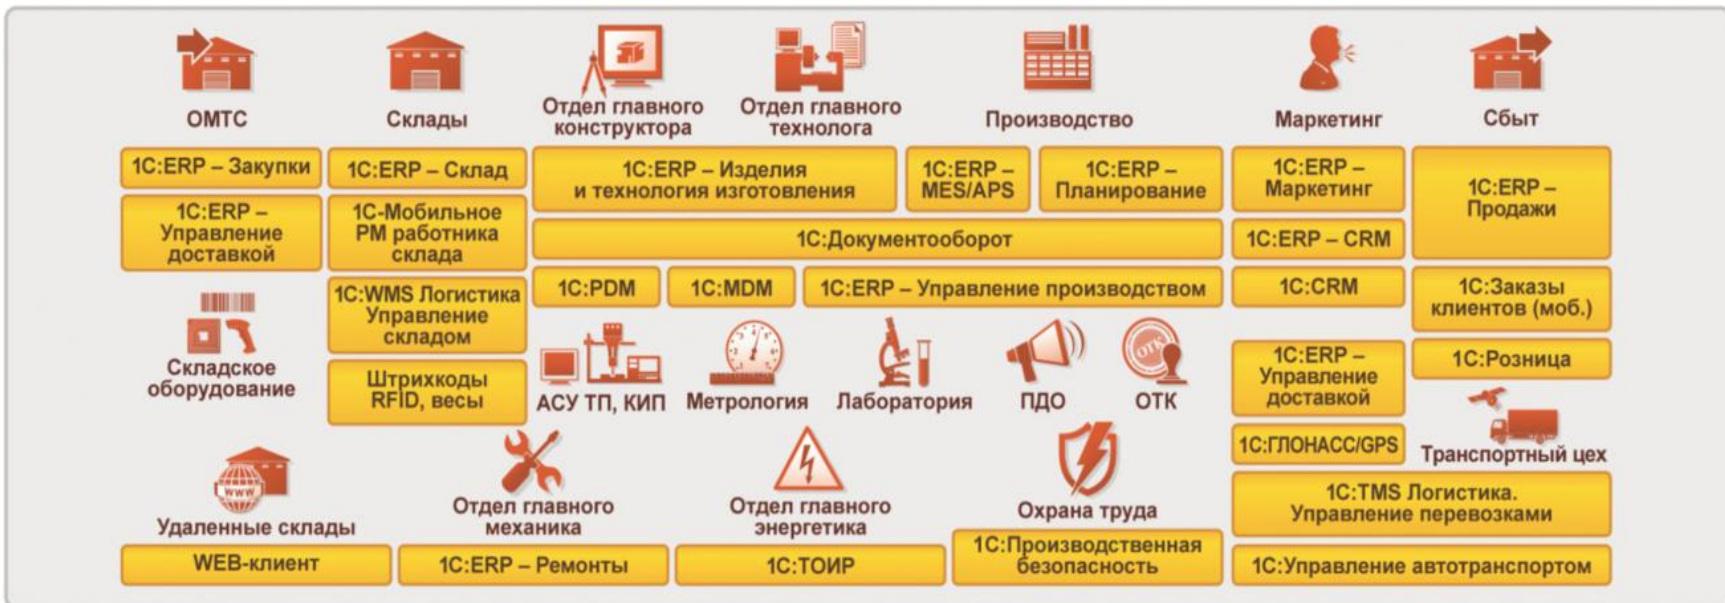 ОМТС
Склады
Отдел главного
конструктора
Отдел главного
технолога
Производство
Маркетинг
Сбыт
1С:ERP – Закупки
1С:ERP – Склад
1С:ERP – Изделия
и технология изготовления
1С:ERP –
MES/APS
1С:ERP –
Планирование
1С:ERP –
Маркетинг
1С:ERP –
Продажи
1С:ERP –
Управление
доставкой
1С-Мобильное
РМ работника
склада
1С:Документооборот
1С:ERP – CRM
1С:WMS Логистика
Управление
складом
1С:PDM
1С:MDM
1С:ERP – Управление производством
1С:CRM
1С:Заказы
клиентов (моб.)
Складское
оборудование
Штрихкоды
RFID, весы
АСУ ТП, КИП
Метрология
Лаборатория
ПДО
ОТК
ОТК
1С:ERP –
Управление
доставкой
1С:Розница
1С:ГЛОНАСС/GPS
Транспортный цех
WWW
Удаленные склады
Отдел главного
механика
Отдел главного
энергетика
Охрана труда
1С:TMS Логистика.
Управление перевозками
WEB-клиент
1С:ERP – Ремонты
1С:ТОИР
1С:Производственная
безопасность
1С:Управление автотранспортом